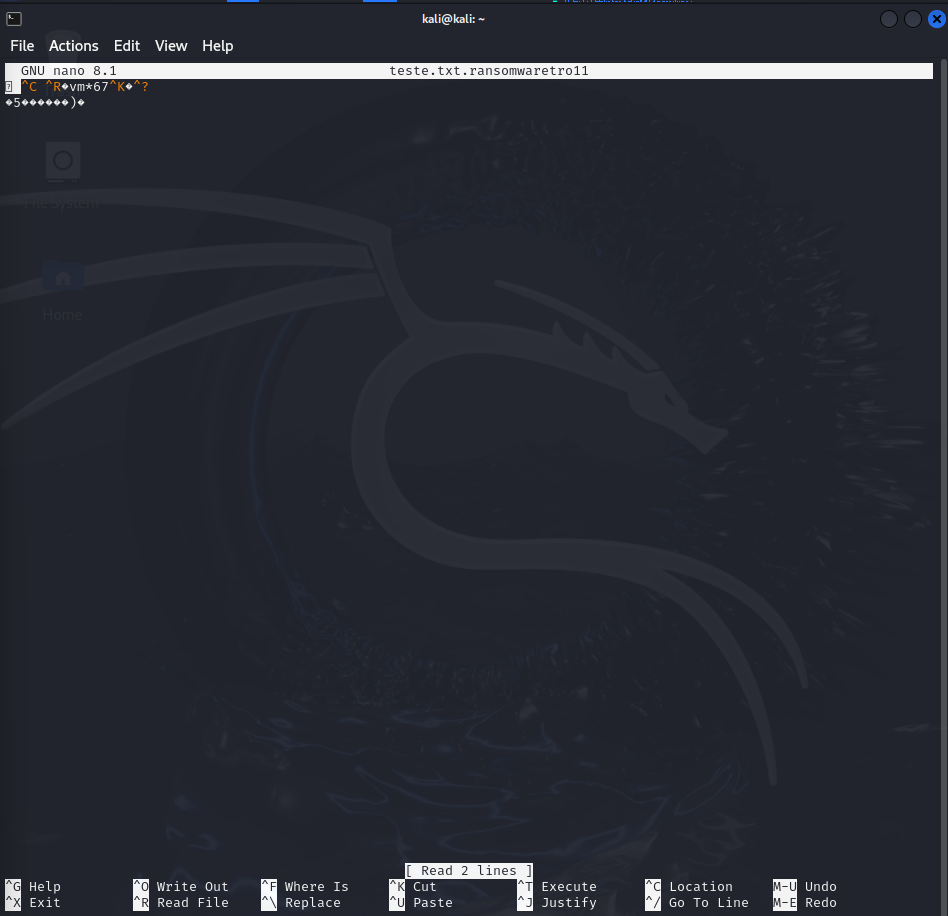 kali@kali: ~
File Actions Edit View Help
GNU nano 8.1 teste.txt.ransomwaretro11
^C ^R�vm*67^K�^?
�5������)�
File System
Home
[ Read 2 lines ]
^G Help ^O Write Out ^F Where Is ^K Cut ^T Execute ^C Location M-U Undo
^X Exit ^R Read File ^\ Replace ^U Paste ^J Justify ^/ Go To Line M-E Redo